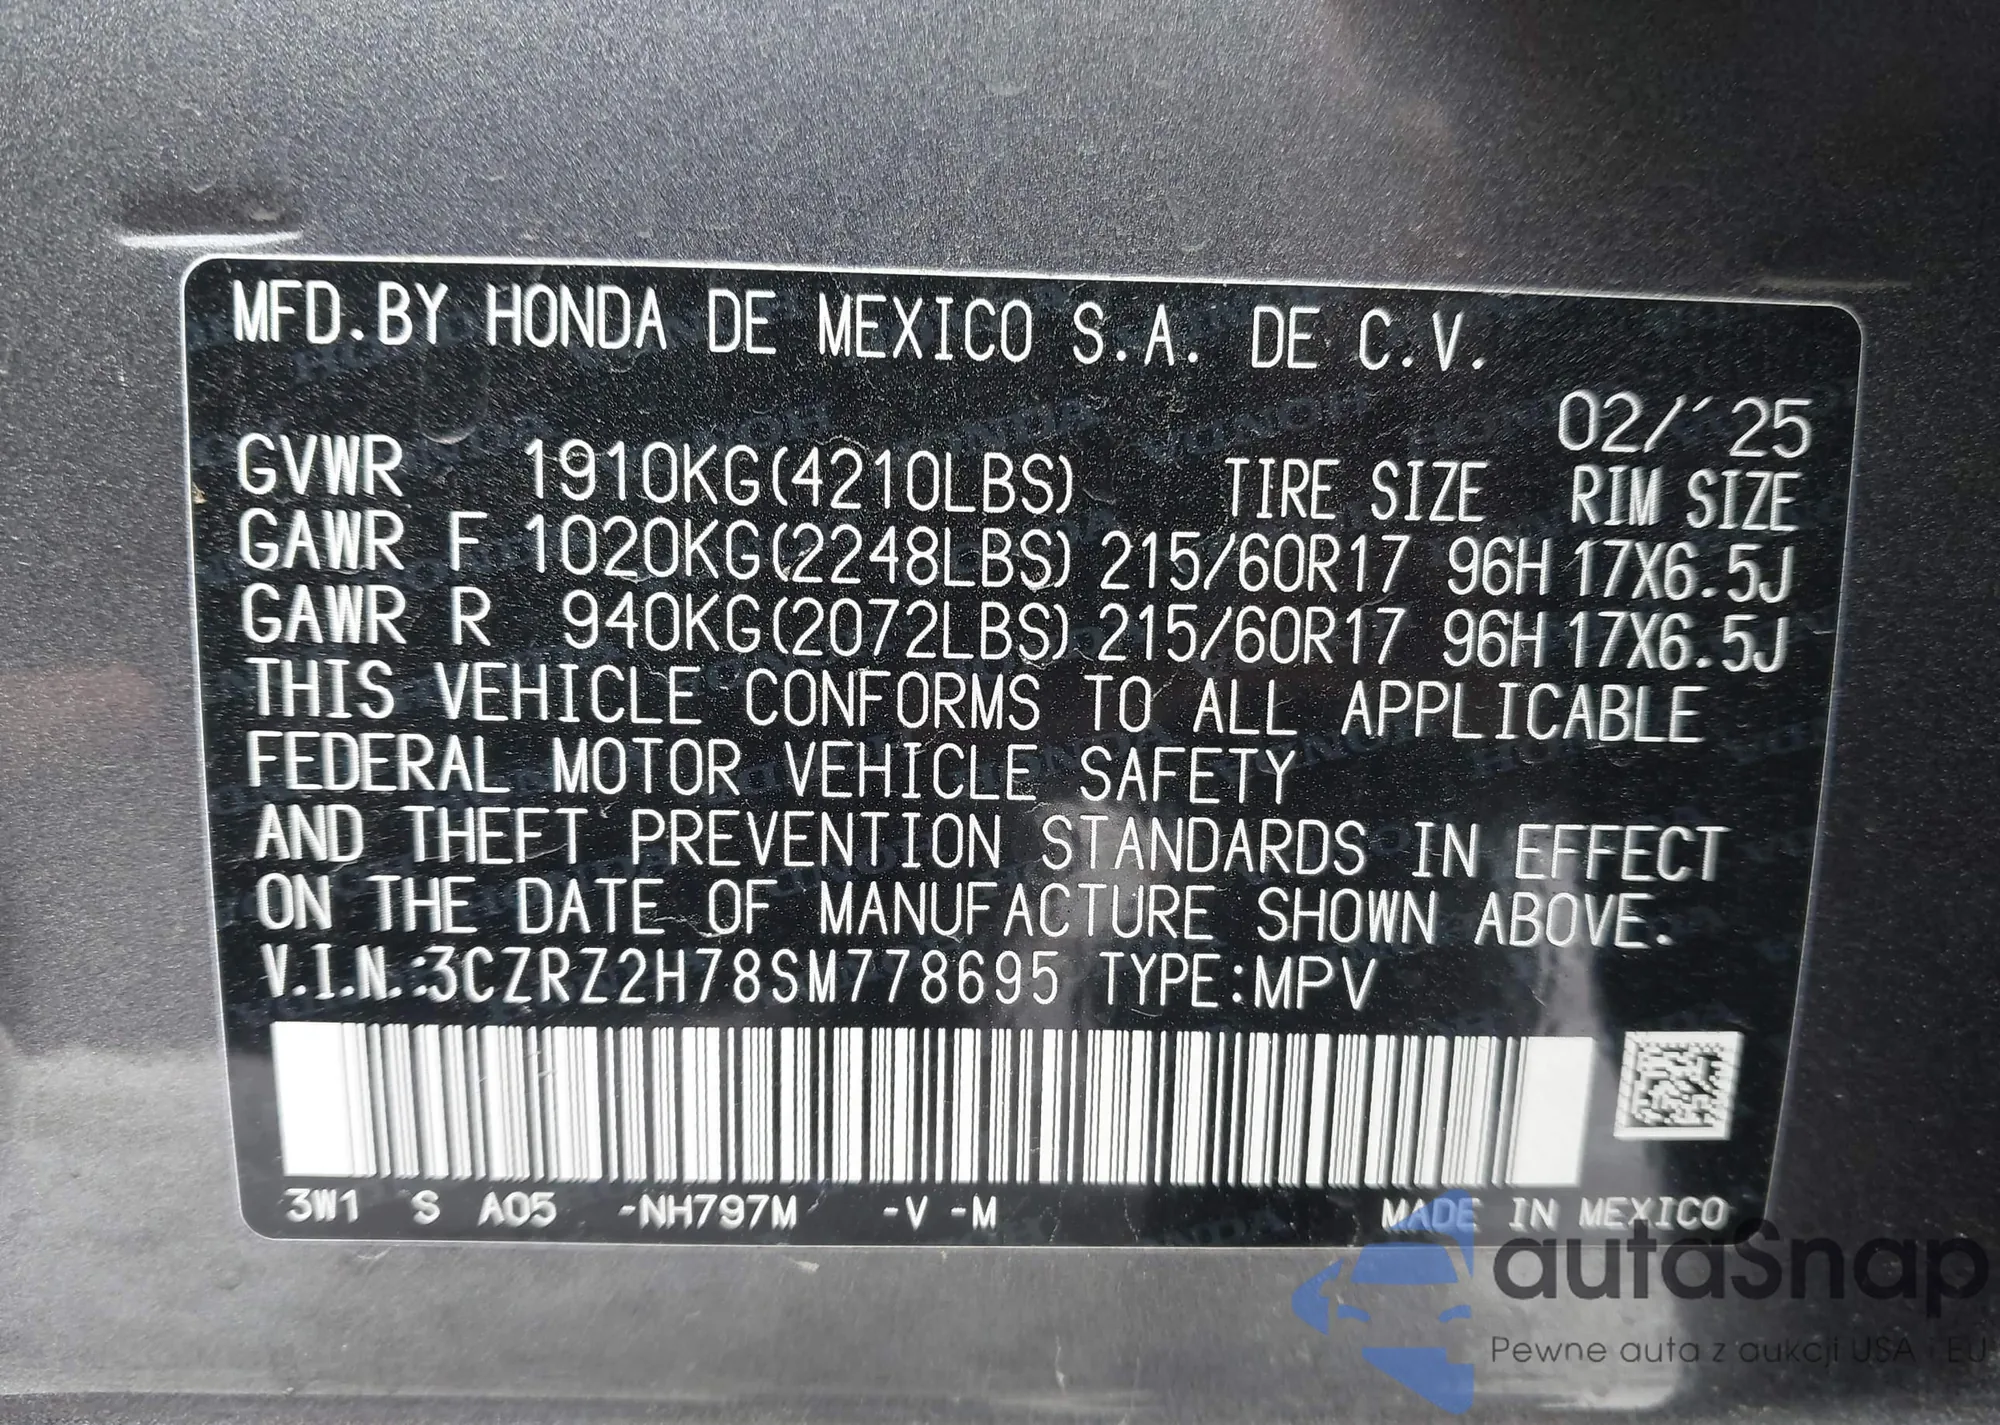 MFD.BY HONDA DE MEXICO S.A. DE C.V.
02/´25
GVWR 1910KG(4210LBS) TIRE SIZE RIM SIZE
GAWR F 1020KG(2248LBS) 215/60R17 96H 17X6.5J
GAWR R 940KG(2072LBS) 215/60R17 96H 17X6.5J
THIS VEHICLE CONFORMS TO ALL APPLICABLE
FEDERAL MOTOR VEHICLE SAFETY
AND THEFT PREVENTION STANDARDS IN EFFECT
ON THE DATE OF MANUFACTURE SHOWN ABOVE.
V.I.N.:3CZRZ2H78SM778695 TYPE:MPV
3W1 S A05 -NH797M -V -M MADE IN MEXICO
autaSnap
Pewne auta z aukcji USA i EU